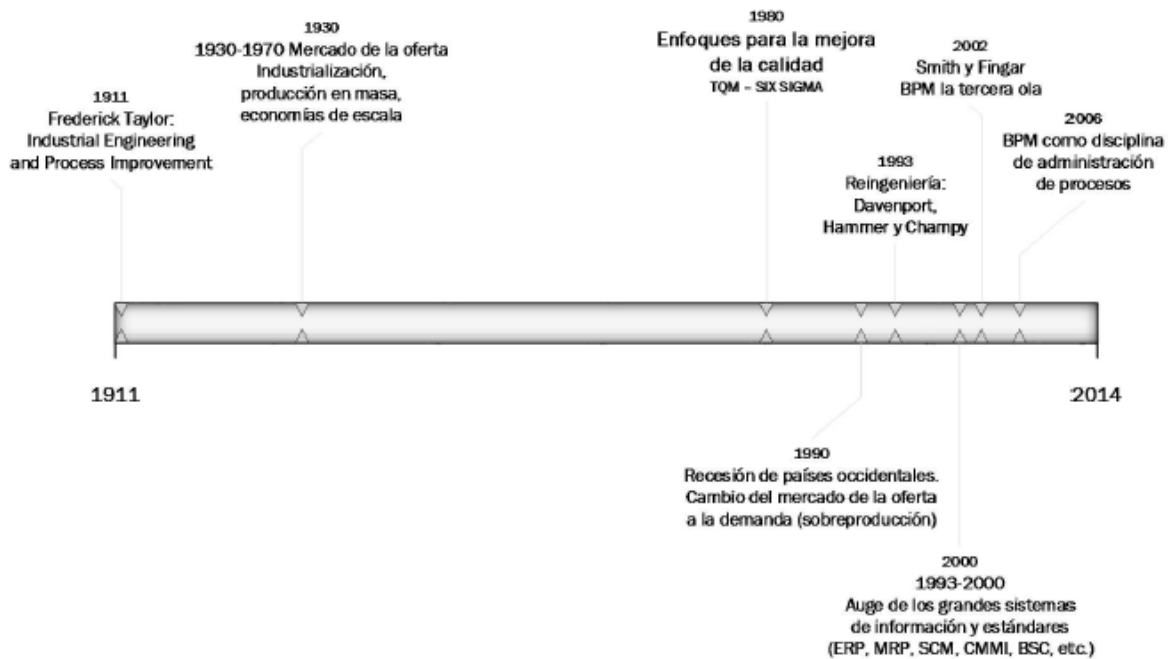 1911
Frederick Taylor:
Industrial Engineering
and Process Improvement
1930
1930-1970 Mercado de la oferta
Industrialización,
producción en masa,
economías de escala
1980
Enfoques para la mejora
de la calidad
TQM – SIX SIGMA
1993
Reingeniería:
Davenport,
Hammer y Champy
2002
Smith y Fingar
BPM la tercera ola
2006
BPM como disciplina
de administración
de procesos
1911
2014
1990
Recesión de países occidentales.
Cambio del mercado de la oferta
a la demanda (sobreproducción)
2000
1993-2000
Auge de los grandes sistemas
de información y estándares
(ERP, MRP, SCM, CMMI, BSC, etc.)